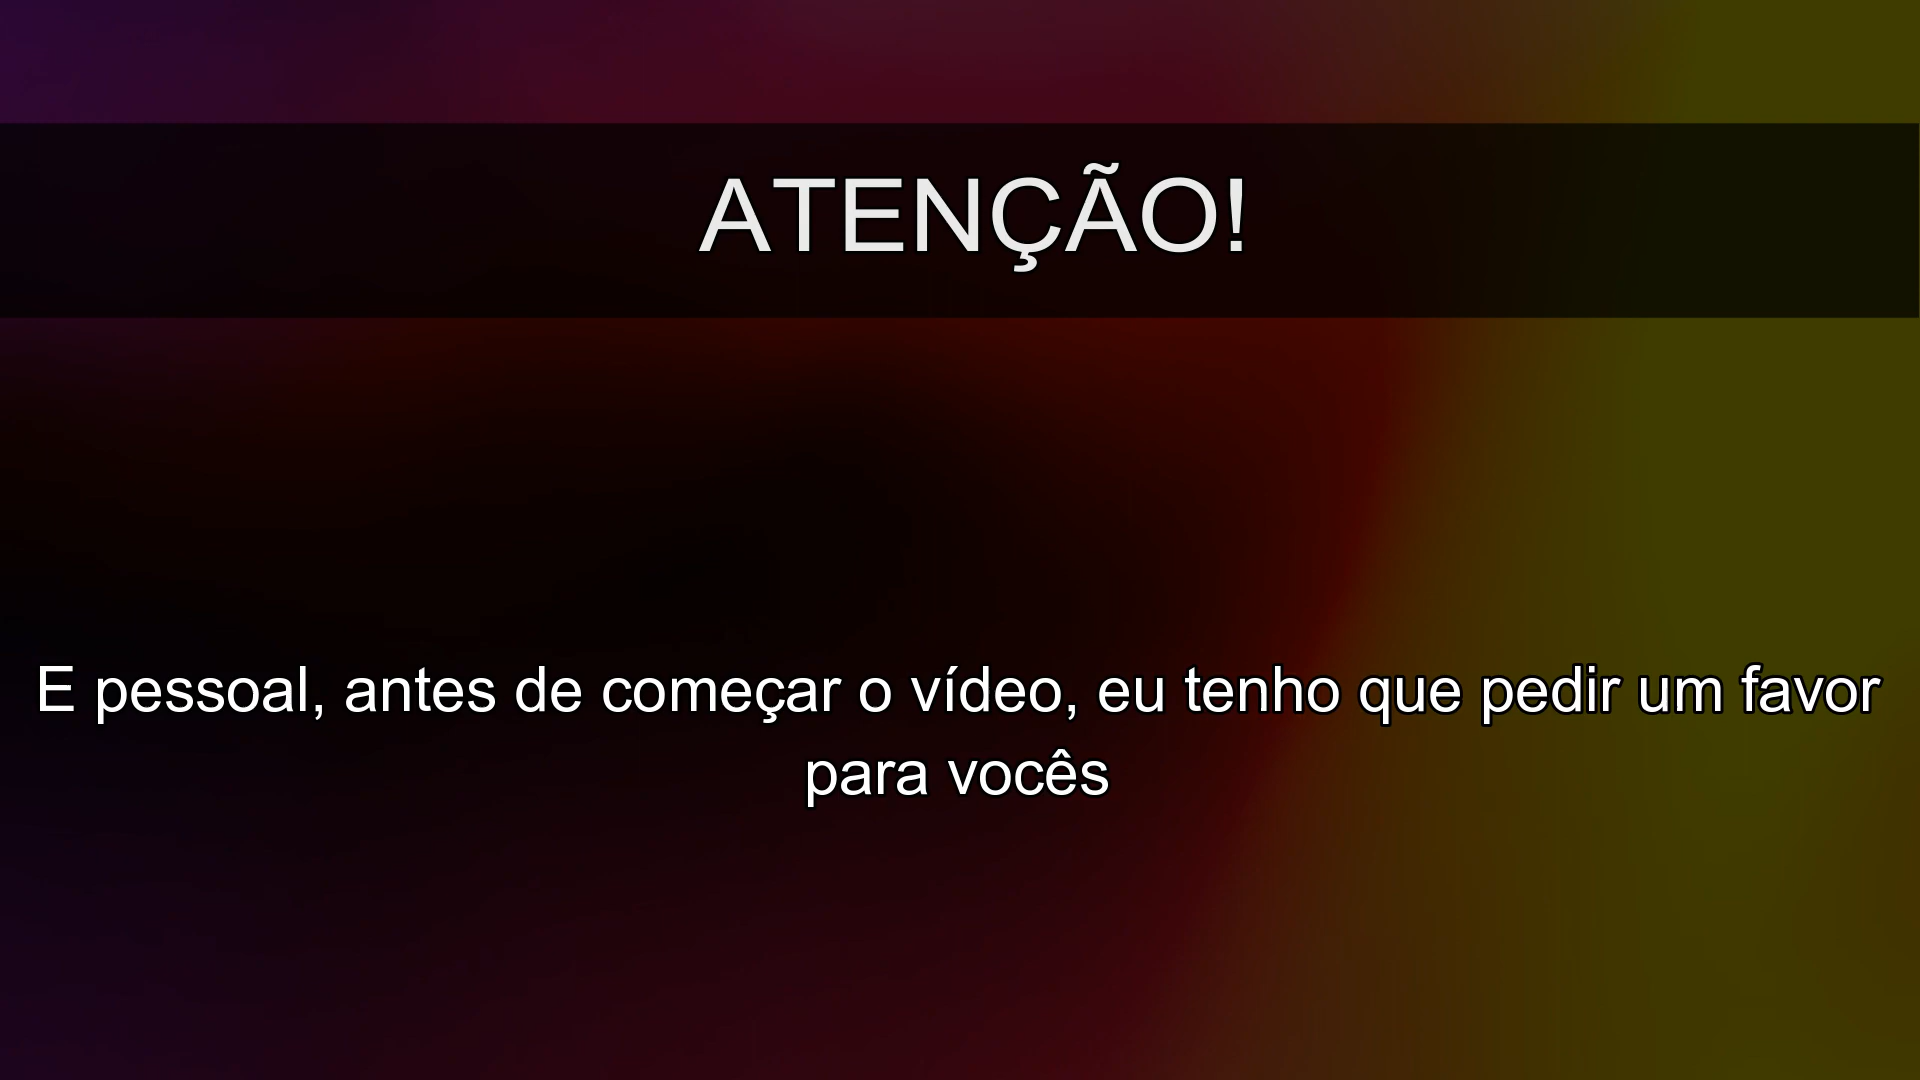 ATENÇÃO!
E pessoal, antes de começar o vídeo, eu tenho que pedir um favor
para vocês